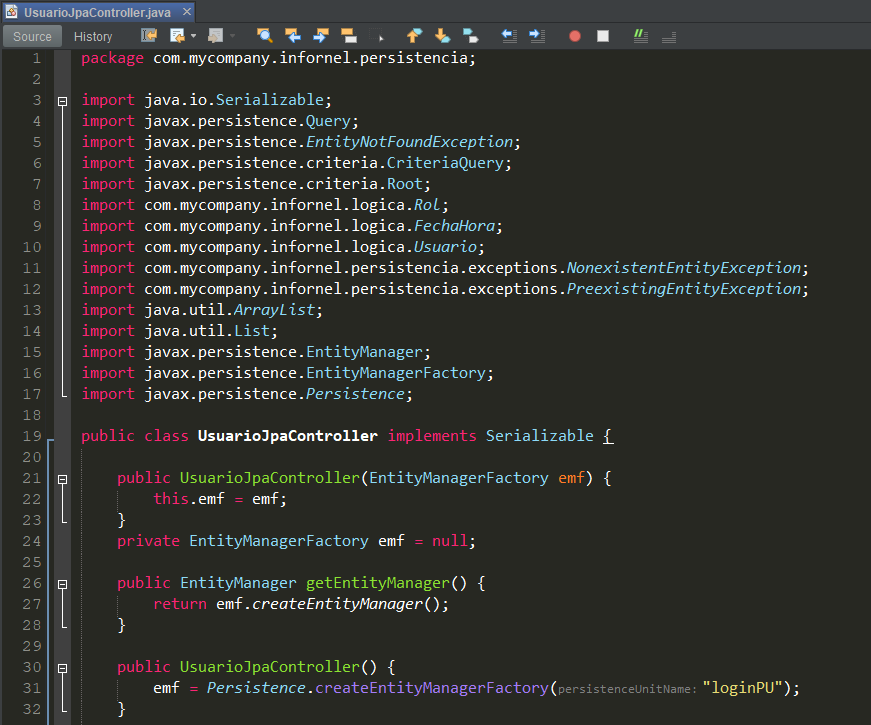 UsuarioJpaController.java
Source History
1 package com.mycompany.infornel.persistencia;
2
3 import java.io.Serializable;
4 import javax.persistence.Query;
5 import javax.persistence.EntityNotFoundException;
6 import javax.persistence.criteria.CriteriaQuery;
7 import javax.persistence.criteria.Root;
8 import com.mycompany.infornel.logica.Rol;
9 import com.mycompany.infornel.logica.FechaHora;
10 import com.mycompany.infornel.logica.Usuario;
11 import com.mycompany.infornel.persistencia.exceptions.NonexistentEntityException;
12 import com.mycompany.infornel.persistencia.exceptions.PreexistingEntityException;
13 import java.util.ArrayList;
14 import java.util.List;
15 import javax.persistence.EntityManager;
16 import javax.persistence.EntityManagerFactory;
17 import javax.persistence.Persistence;
18
19 public class UsuarioJpaController implements Serializable {
20
21 public UsuarioJpaController(EntityManagerFactory emf) {
22 this.emf = emf;
23 }
24 private EntityManagerFactory emf = null;
25
26 public EntityManager getEntityManager() {
27 return emf.createEntityManager();
28 }
29
30 public UsuarioJpaController() {
31 emf = Persistence.createEntityManagerFactory(persistenceUnitName: "loginPU");
32 }